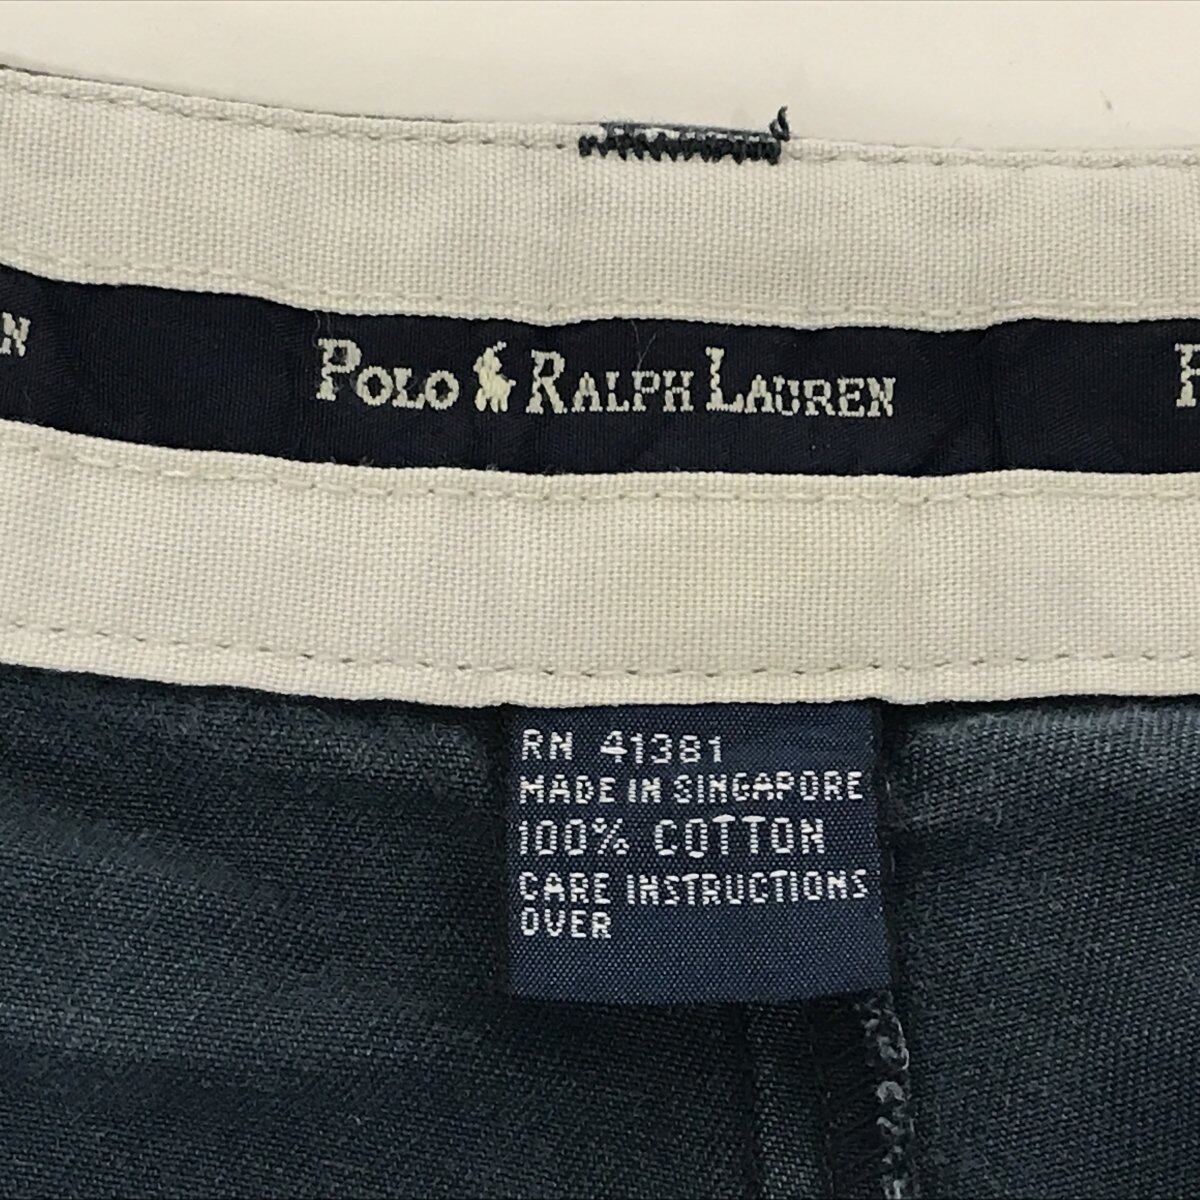 N
POLO RALPH LAUREN
RN 41381
MADE IN SINGAPORE
100% COTTON
CARE INSTRUCTIONS
OVER